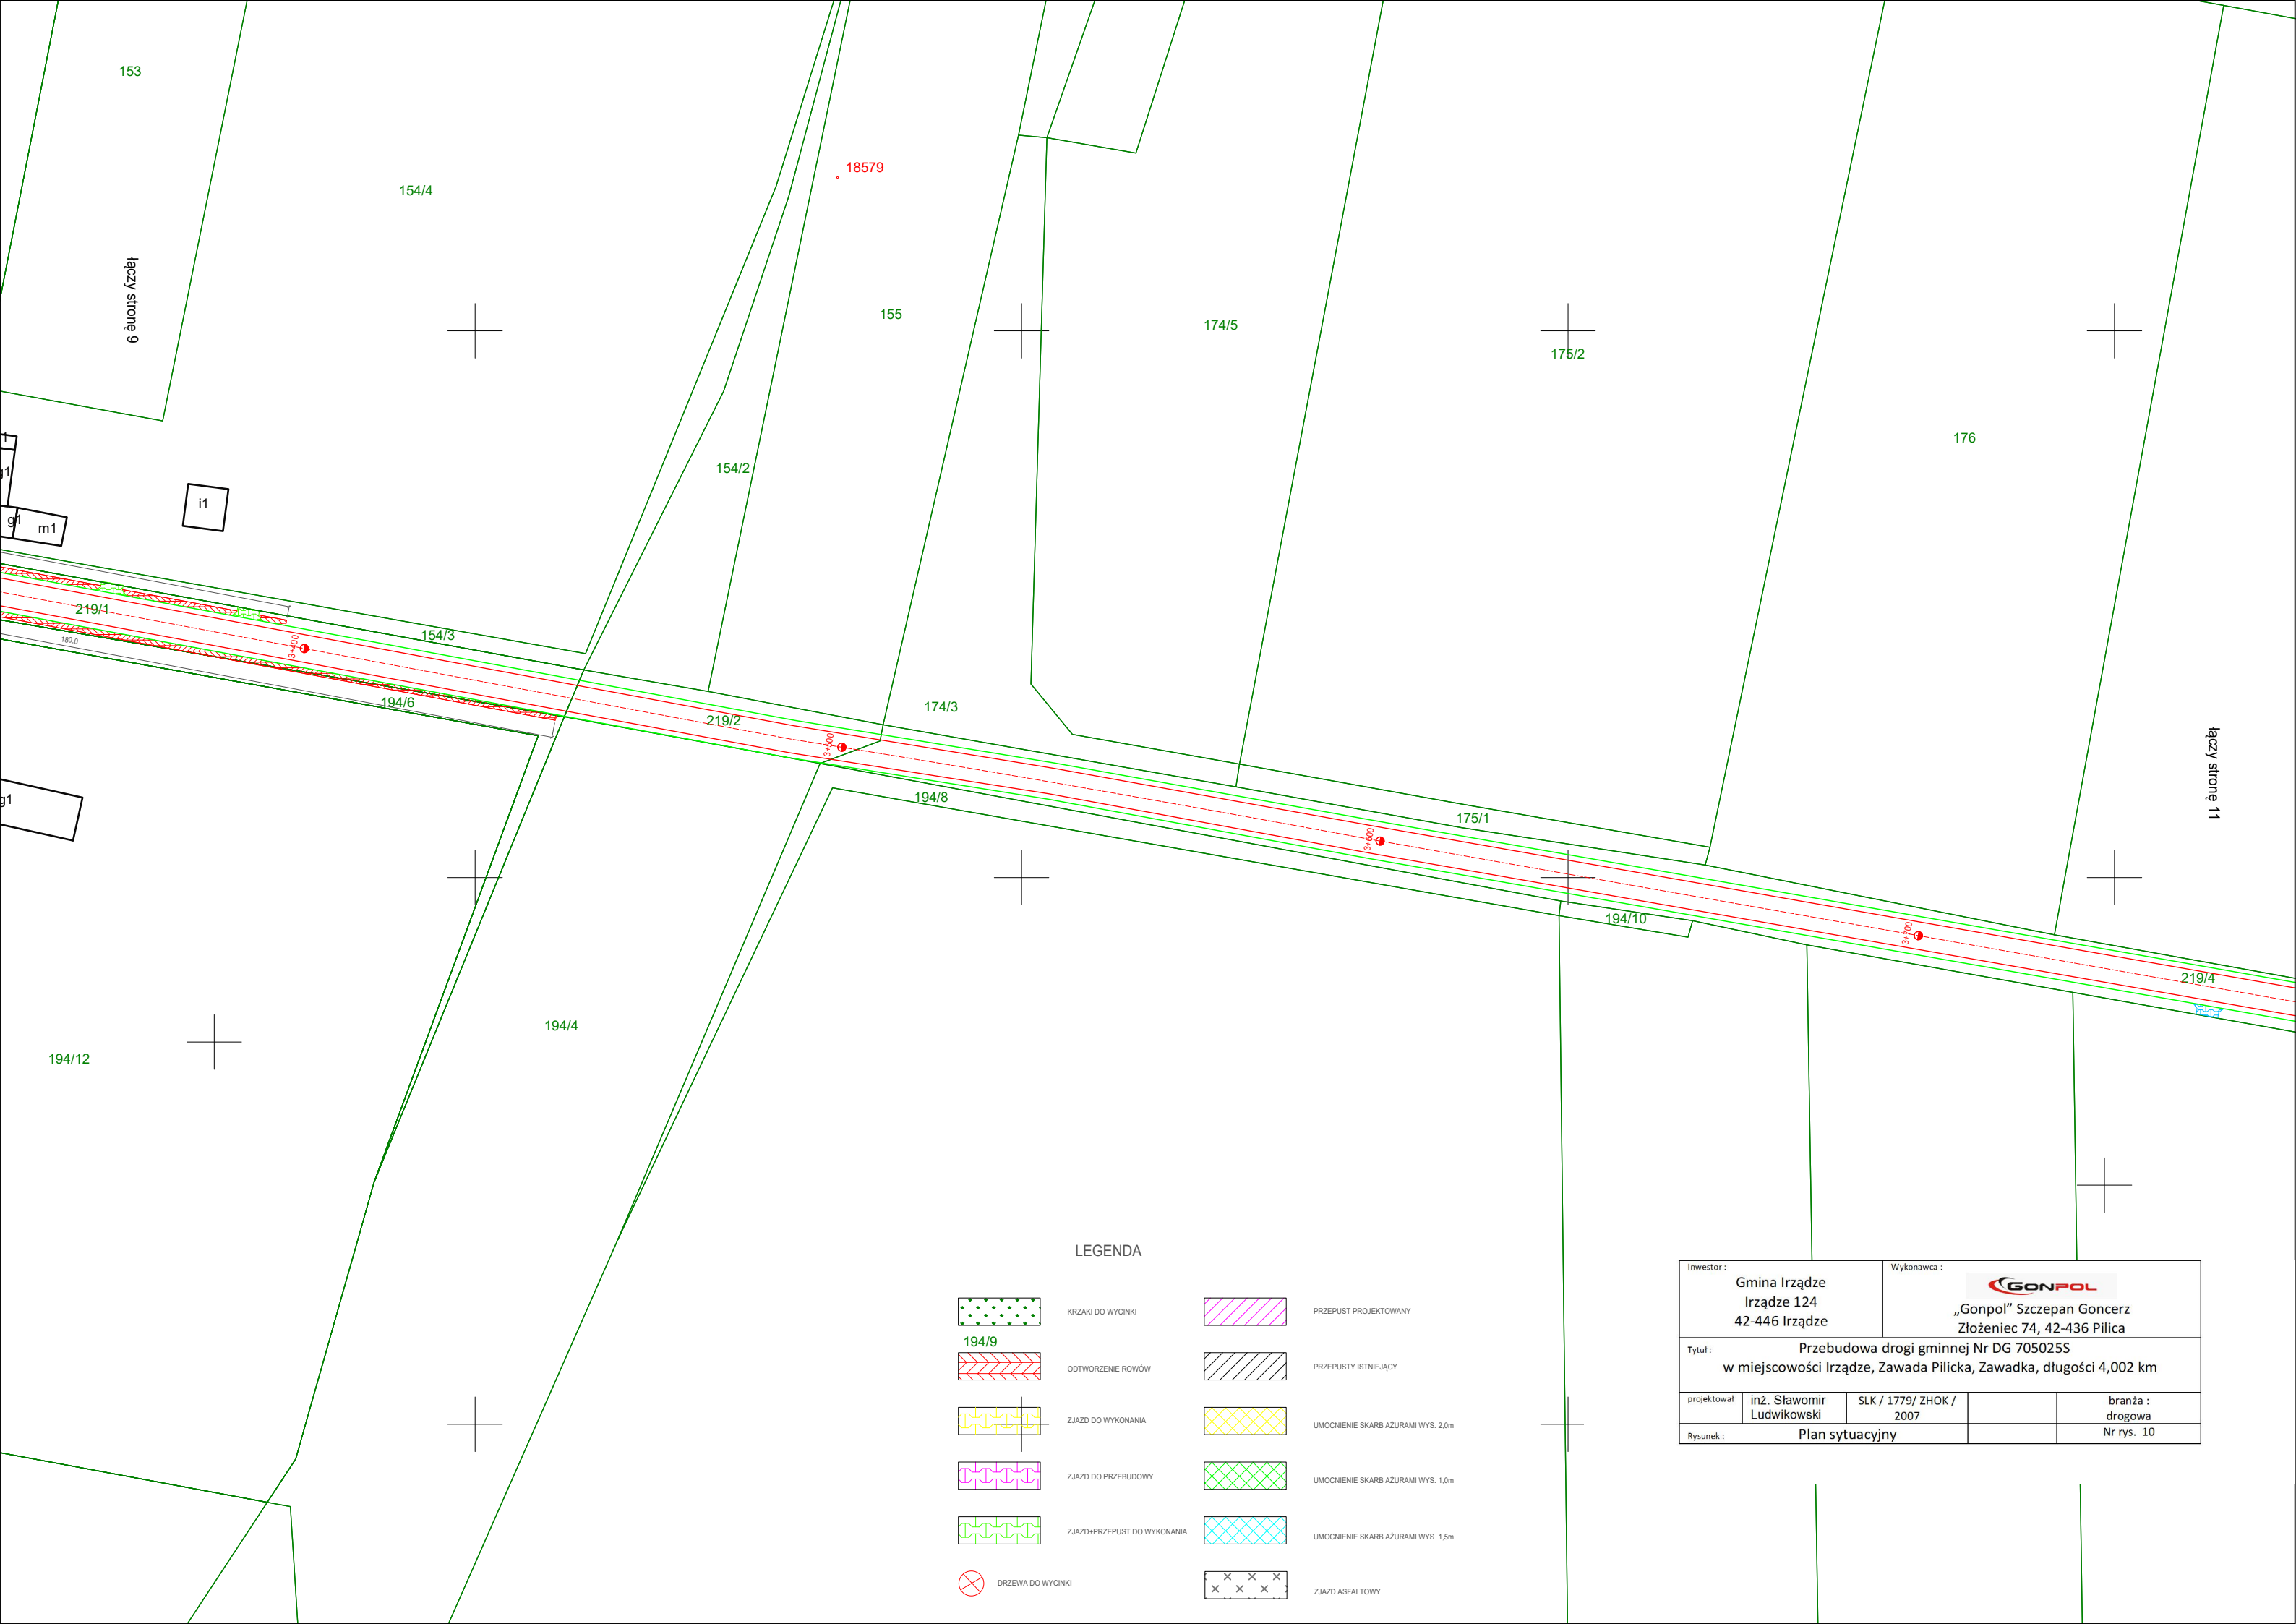 153
154/4
18579
łączy stronę 9
155
174/5
175/2
176
154/2
i1
g1
m1
219/1
180,0
3+400
154/3
194/6
219/2
174/3
3+500
łączy stronę 11
194/8
175/1
3+600
194/10
3+700
219/4
g1
194/4
194/12
LEGENDA
KRZAKI DO WYCINKI
PRZEPUST PROJEKTOWANY
194/9
ODTWORZENIE ROWÓW
PRZEPUSTY ISTNIEJĄCY
ZJAZD DO WYKONANIA
UMOCNIENIE SKARB AŻURAMI WYS. 2,0m
ZJAZD DO PRZEBUDOWY
UMOCNIENIE SKARB AŻURAMI WYS. 1,0m
ZJAZD+PRZEPUST DO WYKONANIA
UMOCNIENIE SKARB AŻURAMI WYS. 1,5m
DRZEWA DO WYCINKI
ZJAZD ASFALTOWY
Inwestor :
Gmina Irządze
Irządze 124
42-446 Irządze
Wykonawca :
GONPOL
„Gonpol” Szczepan Goncerz
Złożeniec 74, 42-436 Pilica
Tytuł : Przebudowa drogi gminnej Nr DG 705025S
w miejscowości Irządze, Zawada Pilicka, Zawadka, długości 4,002 km
projektował
inż. Sławomir
Ludwikowski
SLK / 1779/ ZHOK /
2007
branża :
drogowa
Rysunek : Plan sytuacyjny
Nr rys. 10